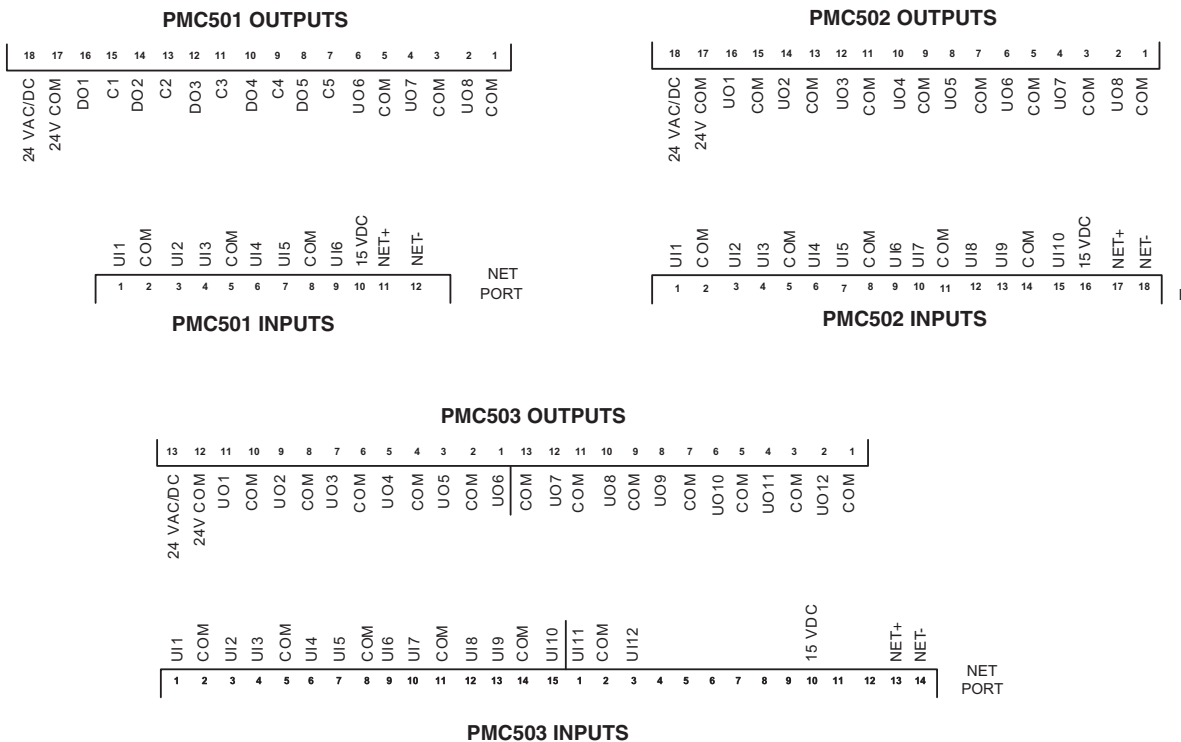 PMC501 OUTPUTS
18 17 16 15 14 13 12 11 10 9 8 7 6 5 4 3 2 1
24 VAC/DC 24V COM DO1 C1 DO2 C2 DO3 C3 DO4 C4 DO5 C5 UO6 COM UO7 COM UO8 COM
UI1 COM UI2 UI3 COM UI4 UI5 COM UI6 15 VDC NET+ NET-
1 2 3 4 5 6 7 8 9 10 11 12
NET
PORT
PMC501 INPUTS
PMC502 OUTPUTS
18 17 16 15 14 13 12 11 10 9 8 7 6 5 4 3 2 1
24 VAC/DC 24V COM UO1 COM UO2 COM UO3 COM UO4 COM UO5 COM UO6 COM UO7 COM UO8 COM
UI1 COM UI2 UI3 COM UI4 UI5 COM UI6 UI7 COM UI8 UI9 COM UI10 15 VDC NET+ NET-
1 2 3 4 5 6 7 8 9 10 11 12 13 14 15 16 17 18
PMC502 INPUTS
PMC503 OUTPUTS
13 12 11 10 9 8 7 6 5 4 3 2 1 13 12 11 10 9 8 7 6 5 4 3 2 1
24 VAC/DC 24V COM UO1 COM UO2 COM UO3 COM UO4 COM UO5 COM UO6 COM UO7 COM UO8 COM UO9 COM UO10 COM UO11 COM UO12 COM
UI1 COM UI2 UI3 COM UI4 UI5 COM UI6 UI7 COM UI8 UI9 COM UI10 UI11 COM UI12 15 VDC NET+ NET-
1 2 3 4 5 6 7 8 9 10 11 12 13 14 15 1 2 3 4 5 6 7 8 9 10 11 12 13 14
NET
PORT
PMC503 INPUTS